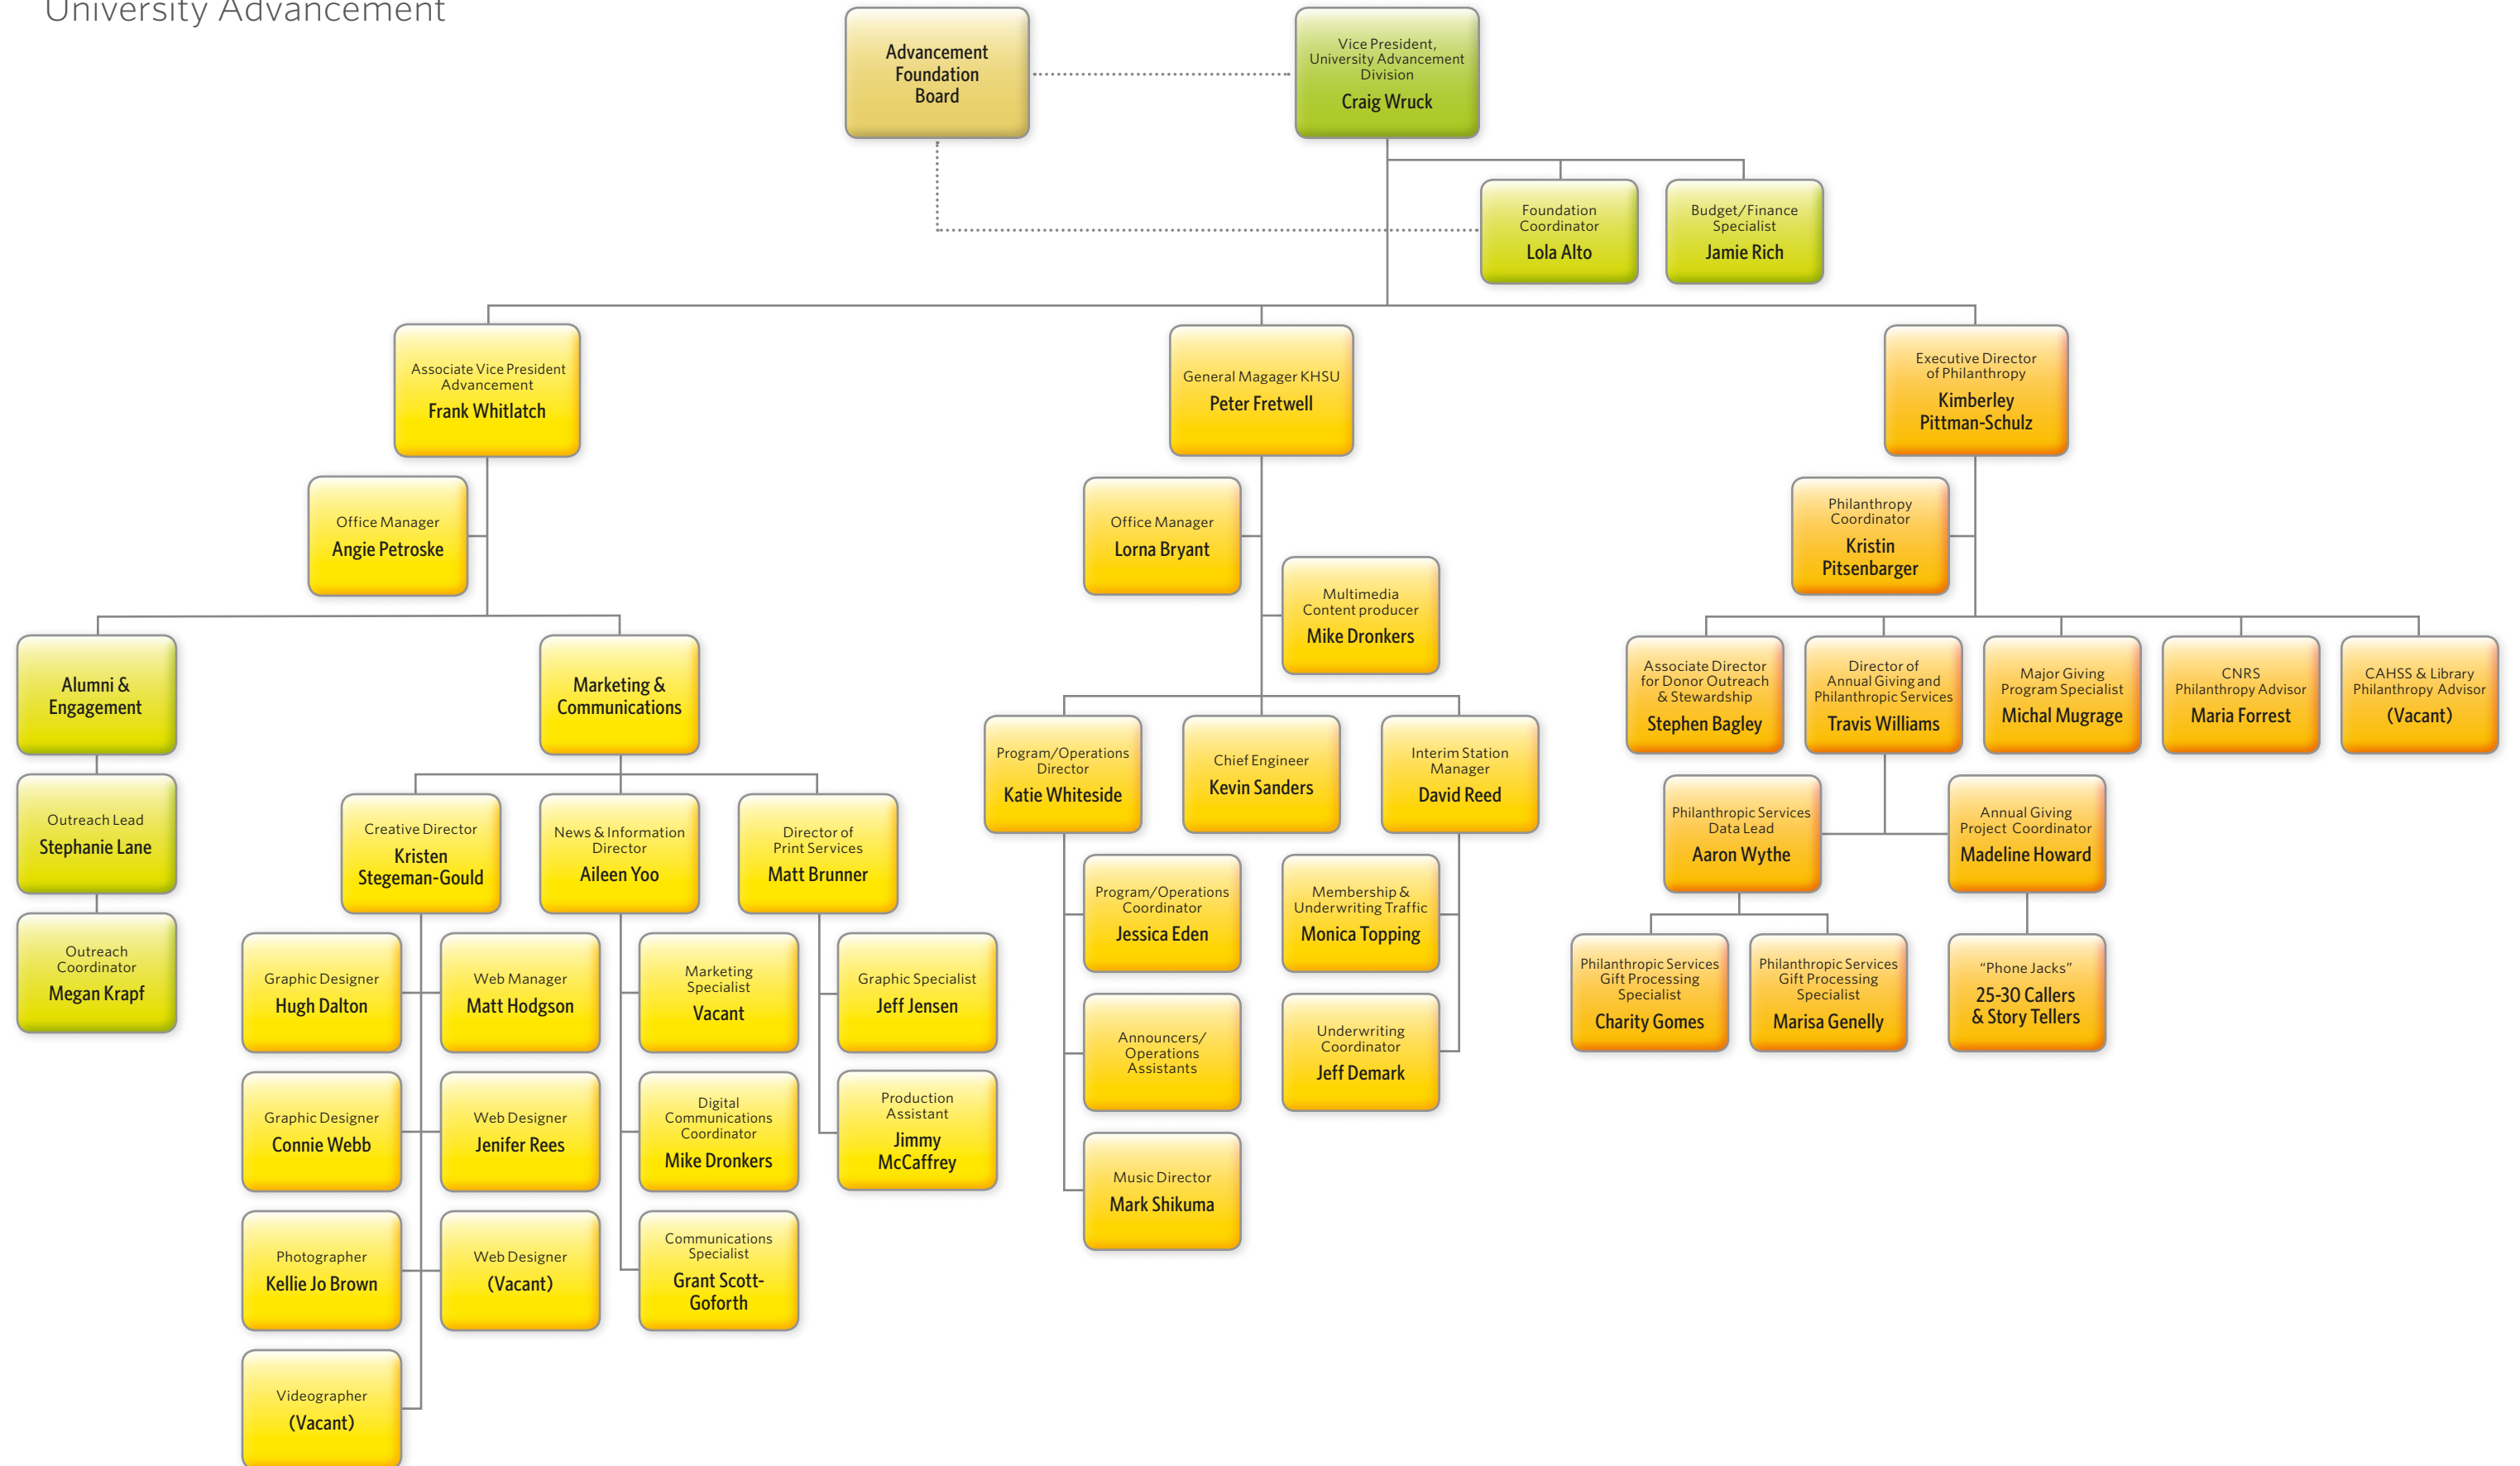 University Advancement
Advancement
Foundation
Board
Vice President,
University Advancement
Division
Craig Wruck
Foundation
Coordinator
Lola Alto
Budget/Finance
Specialist
Jamie Rich
Associate Vice President
Advancement
Frank Whitlatch
General Magager KHSU
Peter Fretwell
Executive Director
of Philanthropy
Kimberley
Pittman-Schulz
Office Manager
Angie Petroske
Office Manager
Lorna Bryant
Philanthropy
Coordinator
Kristin
Pitsenbarger
Multimedia
Content producer
Mike Dronkers
Alumni &
Engagement
Marketing &
Communications
Associate Director
for Donor Outreach
& Stewardship
Stephen Bagley
Director of
Annual Giving and
Philanthropic Services
Travis Williams
Major Giving
Program Specialist
Michal Mugrage
CNRS
Philanthropy Advisor
Maria Forrest
CAHSS & Library
Philanthropy Advisor
(Vacant)
Program/Operations
Director
Katie Whiteside
Chief Engineer
Kevin Sanders
Interim Station
Manager
David Reed
Outreach Lead
Stephanie Lane
Creative Director
Kristen
Stegeman-Gould
News & Information
Director
Aileen Yoo
Director of
Print Services
Matt Brunner
Philanthropic Services
Data Lead
Aaron Wythe
Annual Giving
Project Coordinator
Madeline Howard
Program/Operations
Coordinator
Jessica Eden
Membership &
Underwriting Traffic
Monica Topping
Outreach
Coordinator
Megan Krapf
Graphic Designer
Hugh Dalton
Web Manager
Matt Hodgson
Marketing
Specialist
Vacant
Graphic Specialist
Jeff Jensen
Philanthropic Services
Gift Processing
Specialist
Charity Gomes
Philanthropic Services
Gift Processing
Specialist
Marisa Genelly
“Phone Jacks”
25-30 Callers
& Story Tellers
Announcers/
Operations
Assistants
Underwriting
Coordinator
Jeff Demark
Graphic Designer
Connie Webb
Web Designer
Jenifer Rees
Digital
Communications
Coordinator
Mike Dronkers
Production
Assistant
Jimmy
McCaffrey
Music Director
Mark Shikuma
Photographer
Kellie Jo Brown
Web Designer
(Vacant)
Communications
Specialist
Grant Scott-
Goforth
Videographer
(Vacant)